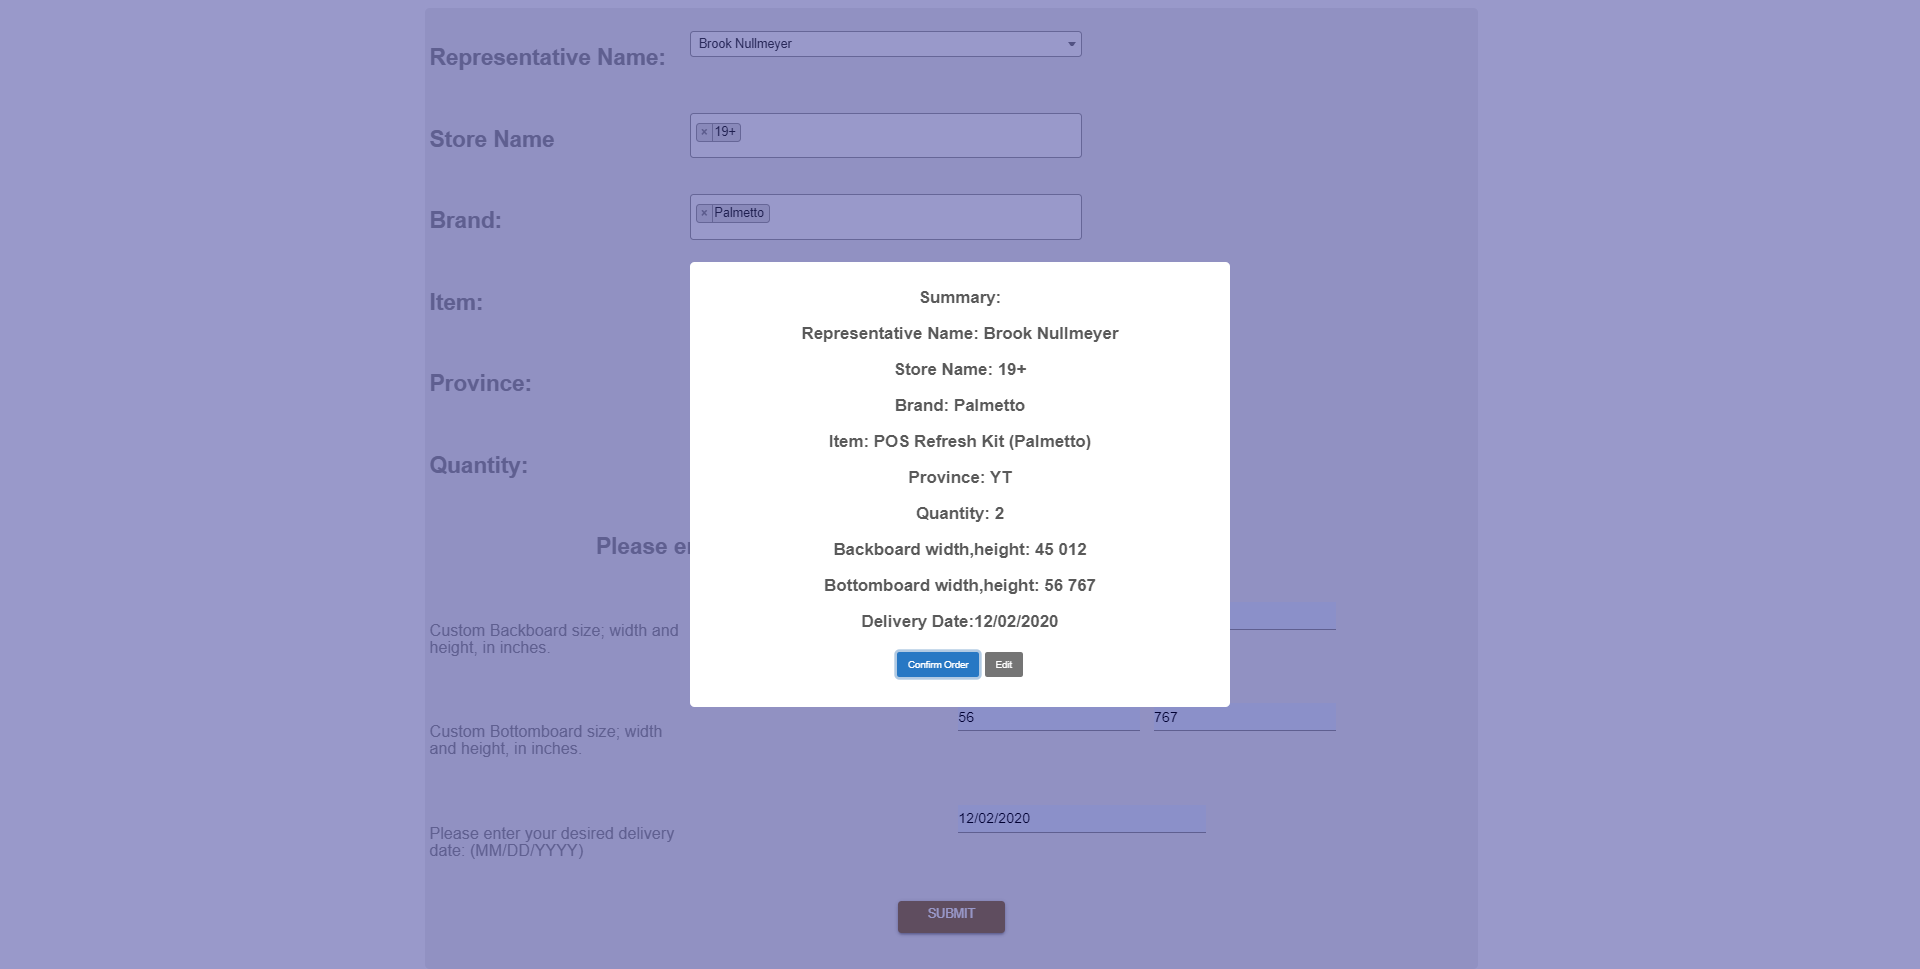 Representative Name:
Brook Nullmeyer
Store Name
× 19+
Brand:
× Palmetto
Item:
Province:
Quantity:
Please
Summary:
Representative Name: Brook Nullmeyer
Store Name: 19+
Brand: Palmetto
Item: POS Refresh Kit (Palmetto)
Province: YT
Quantity: 2
Backboard width,height: 45 012
Bottomboard width,height: 56 767
Delivery Date:12/02/2020
Confirm Order Edit
Custom Backboard size; width and
height, in inches.
Custom Bottomboard size; width
and height, in inches.
56 767
Please enter your desired delivery
date: (MM/DD/YYYY)
12/02/2020
SUBMIT